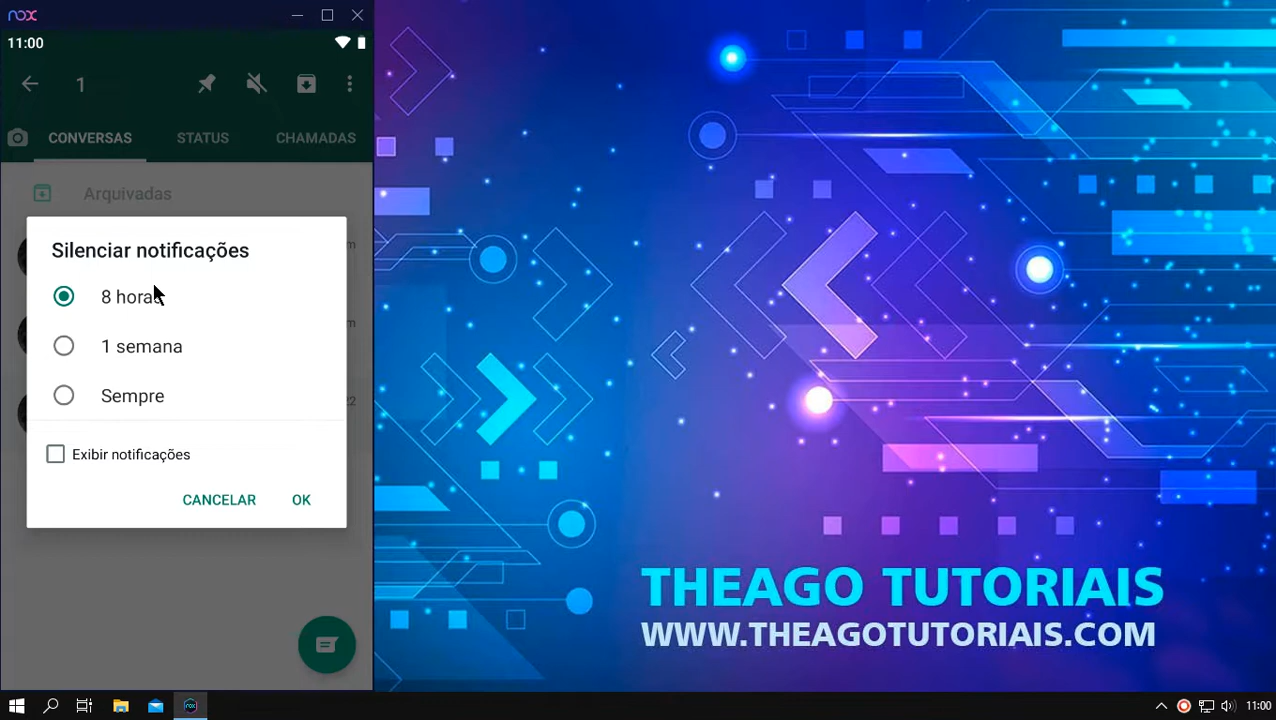 nox
11:00
1
CONVERSAS STATUS CHAMADAS
Arquivadas
Silenciar notificações
8 horas
1 semana
Sempre
Exibir notificações
CANCELAR OK
THEAGO TUTORIAIS
WWW.THEAGOTUTORIAIS.COM
11:00